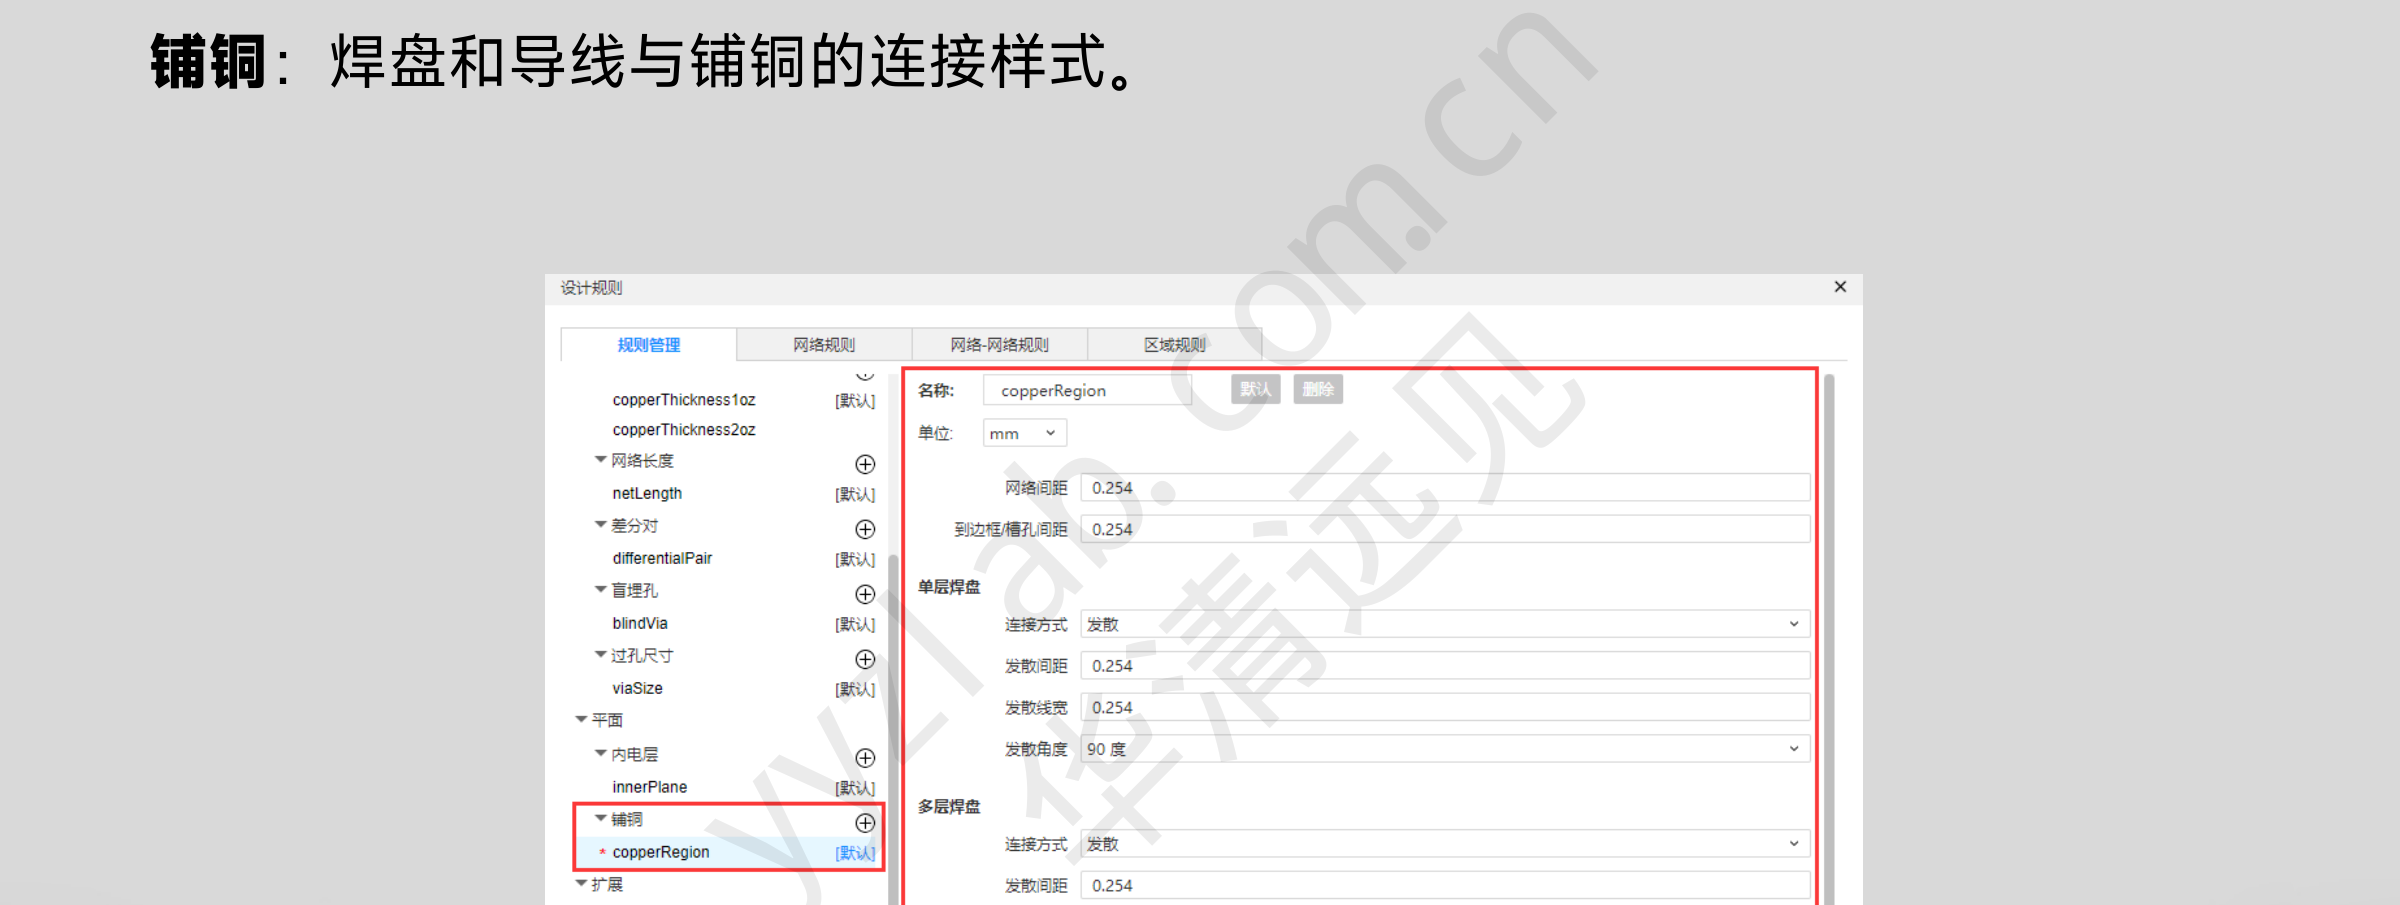 铺铜：焊盘和导线与铺铜的连接样式。
设计规则
规则管理 网络规则 网络-网络规则 区域规则
copperThickness1oz [默认]
copperThickness2oz
网络长度
netLength [默认]
差分对
differentialPair [默认]
盲埋孔
blindVia [默认]
过孔尺寸
viaSize [默认]
平面
内电层
innerPlane [默认]
铺铜
* copperRegion [默认]
扩展
名称: copperRegion 默认 删除
单位: mm
网络间距 0.254
到边框/槽孔间距 0.254
单层焊盘
连接方式 发散
发散间距 0.254
发散线宽 0.254
发散角度 90 度
多层焊盘
连接方式 发散
发散间距 0.254
yyzlab.com.cn
华清远见